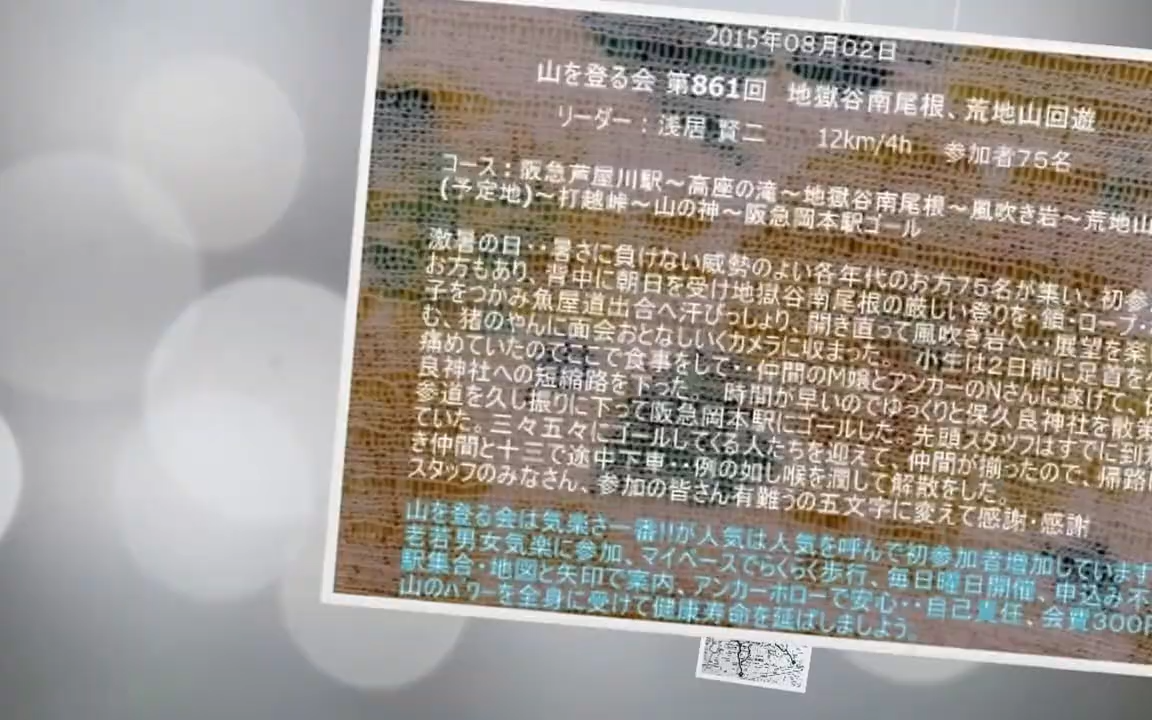 2015年08月02日
山を登る会 第861回 地獄谷南尾根、荒地山回遊
リーダー：浅居 賢二 12km/4h 参加者75名
コース：阪急芦屋川駅～高座の滝～地獄谷南尾根～風吹き岩～荒地山
(予定地)～打越峠～山の神～阪急岡本駅ゴール
激暑の日‥暑さに負けない威勢のよい各年代のお方75名が集い、初参
お方もあり、背中に朝日を受け地獄谷南尾根の厳しい登りを・鎖・ロープ・
子をつかみ魚屋道出合へ汗びっしょり、開き直って風吹き岩へ‥展望を楽
む、猪のやんに面会おとなしいくカメラに収まった。 小生は2日前に足首を
痛めていたのでここで食事をして‥仲間のM嬢とアンカーのNさんに遂げて、
良神社への短縮路を下った。 時間が早いのでゆっくりと保久良神社を散策
参道を久し振りに下って阪急岡本駅にゴールした。先頭スタッフはすでに到
ていた。三々五々にゴールしてくる人たちを迎えて、仲間が揃ったので、帰路
き仲間と十三で途中下車‥例の如し喉を潤して解散をした。
スタッフのみなさん、参加の皆さん有難うの五文字に変えて感謝・感謝
山を登る会は気楽さ一番!!が人気は人気を呼んで初参加者増加しています
老若男女気楽に参加、マイペースでらくらく歩行、毎日曜日開催、申込み不
駅集合・地図と矢印で案内、アンカーホローで安心‥自己責任、会費300円
山のパワーを全身に受けて健康寿命を延ばしましよう。